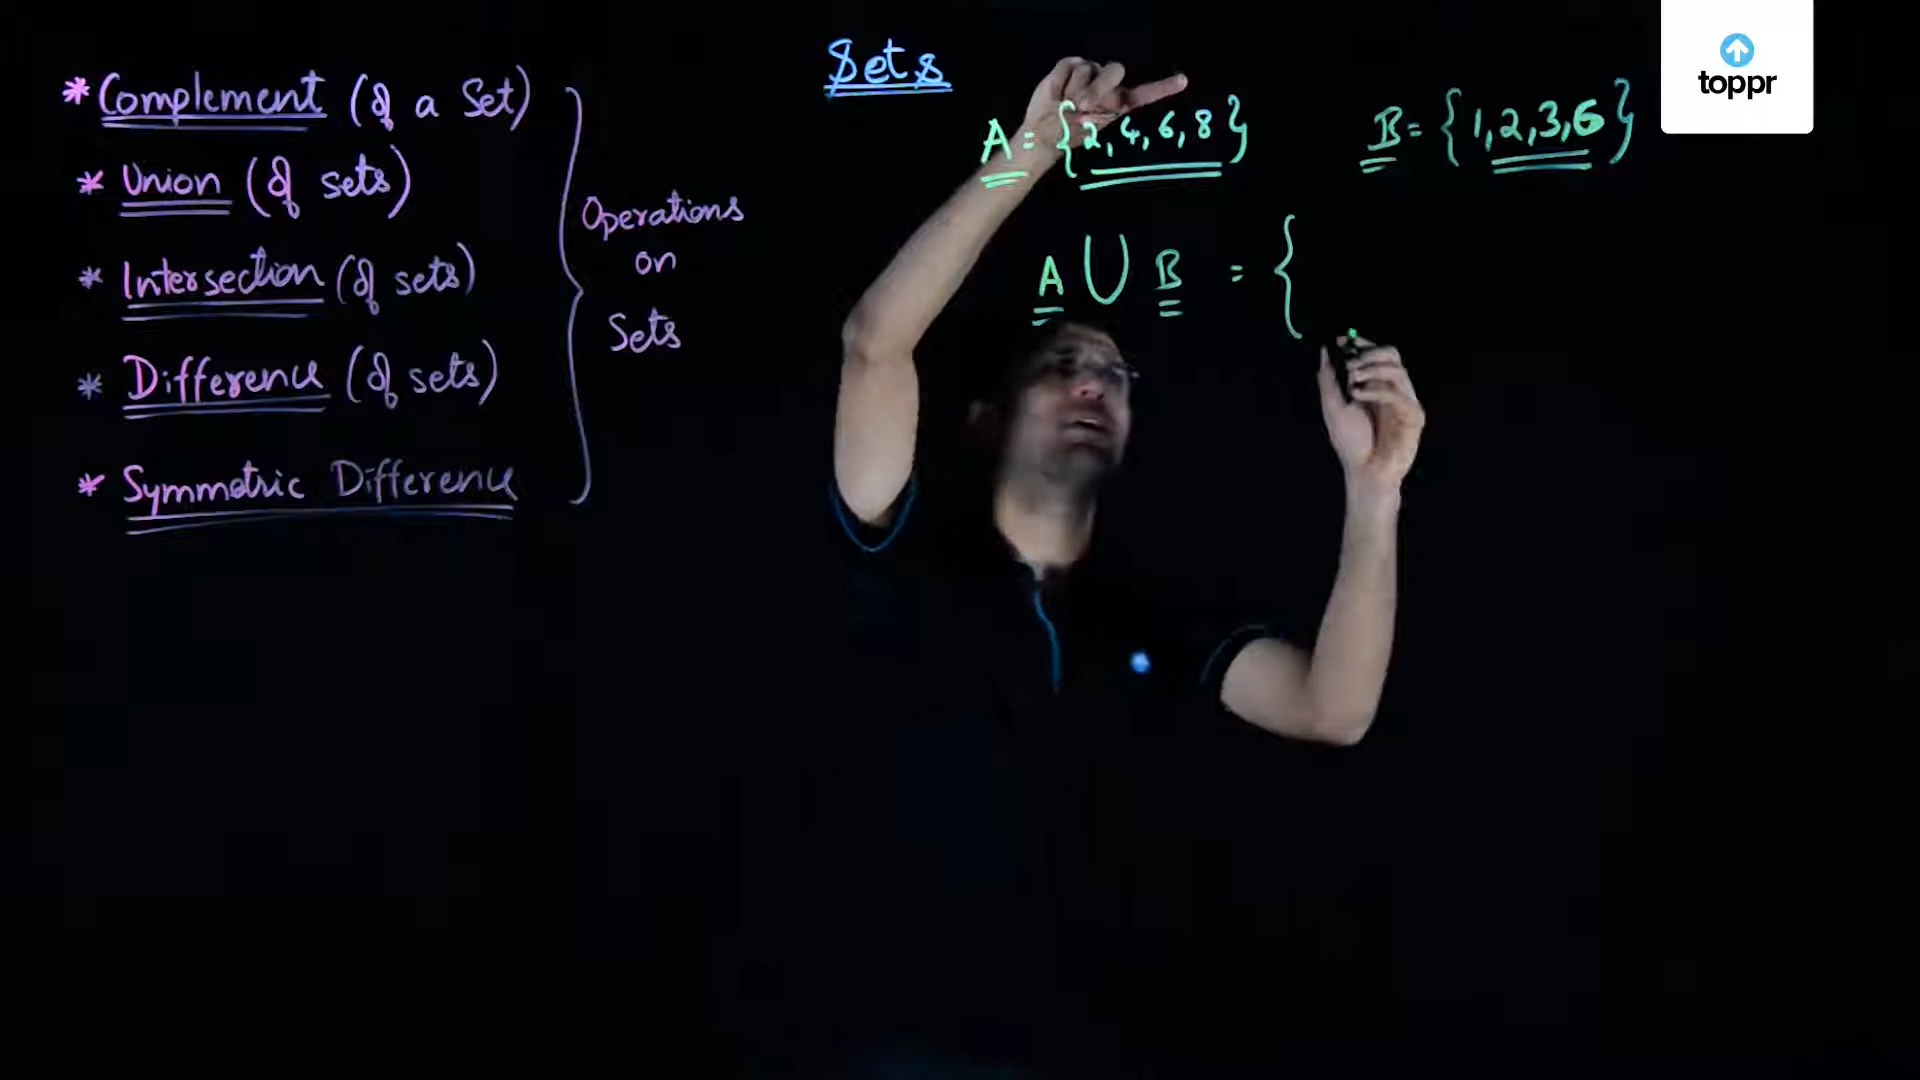 Sets
* Complement (of a Set)
* Union (of sets)
* Intersection (of sets)
* Difference (of sets)
* Symmetric Difference
Operations
on
Sets
A = {2, 4, 6, 8}
B = {1, 2, 3, 6}
A ∪ B = {
toppr